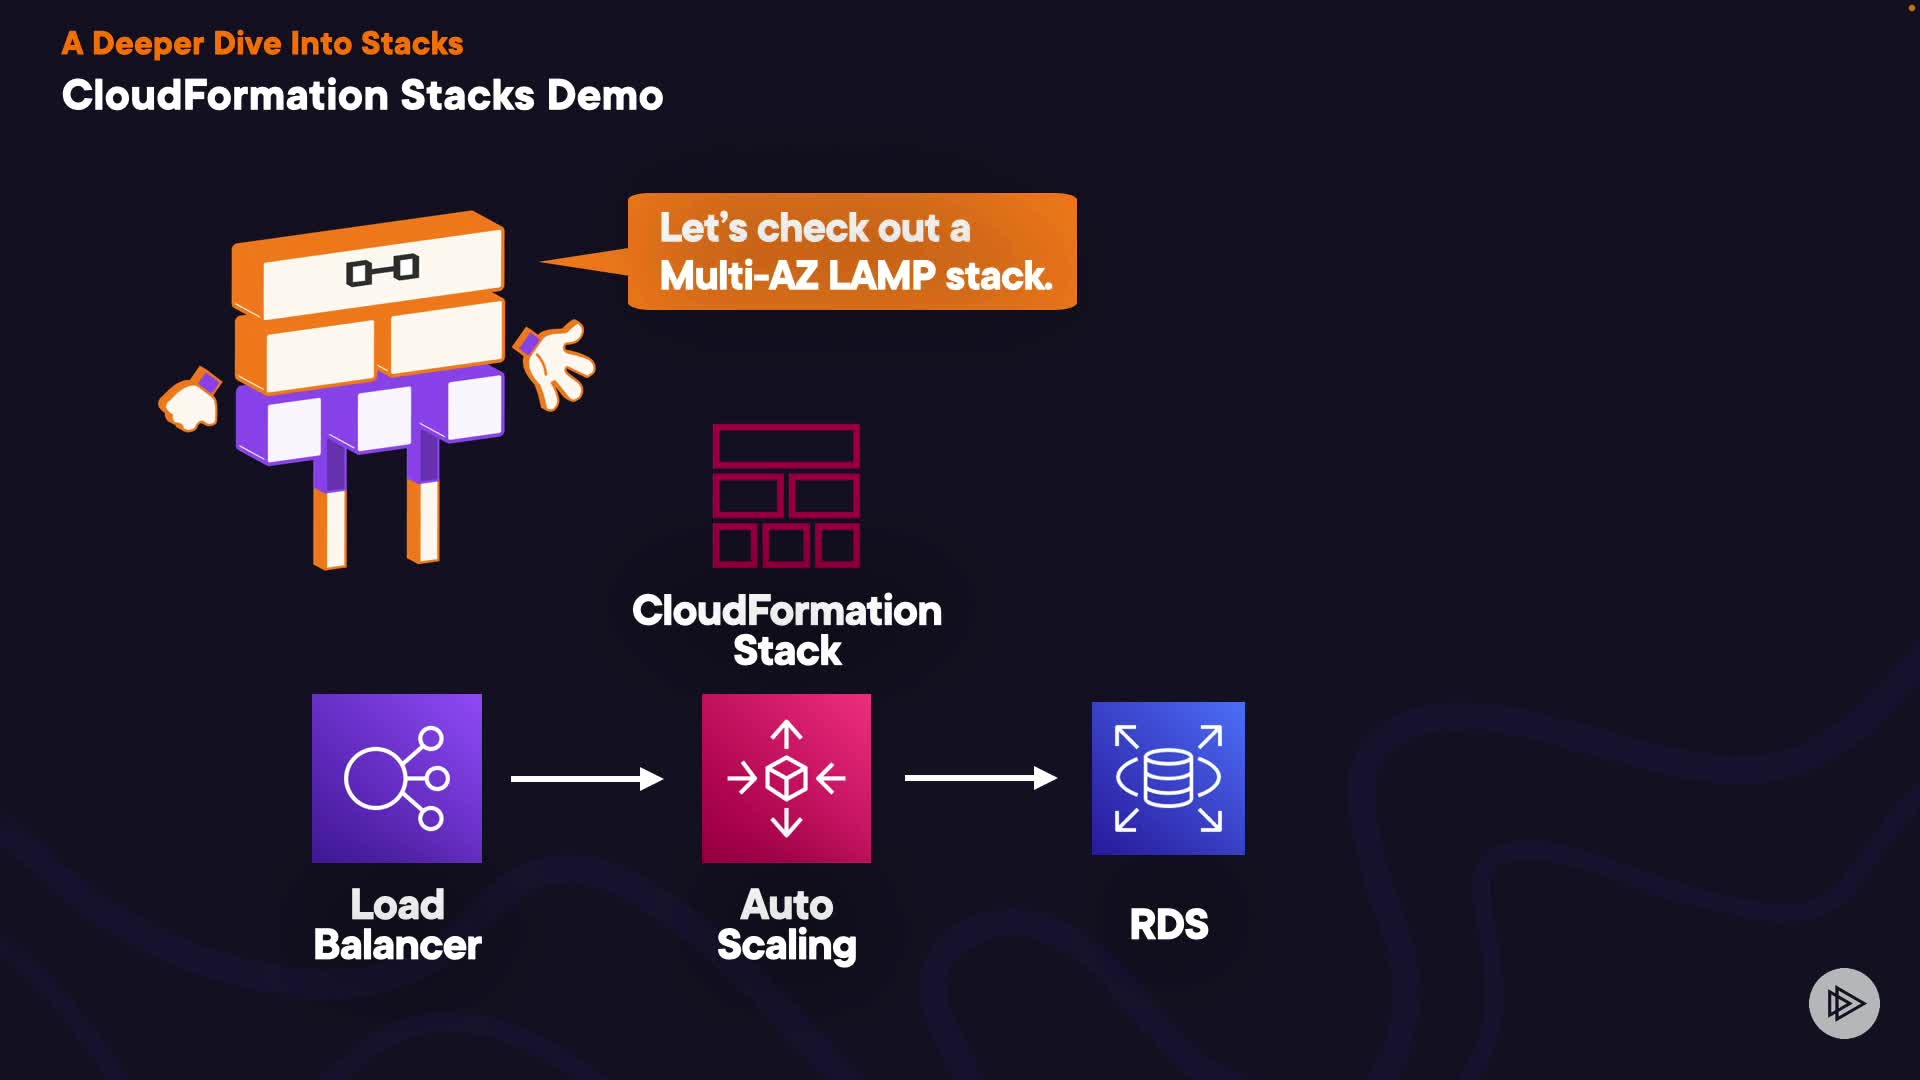 A Deeper Dive Into Stacks
CloudFormation Stacks Demo
Let's check out a
Multi-AZ LAMP stack.
CloudFormation
Stack
Load
Balancer
Auto
Scaling
RDS